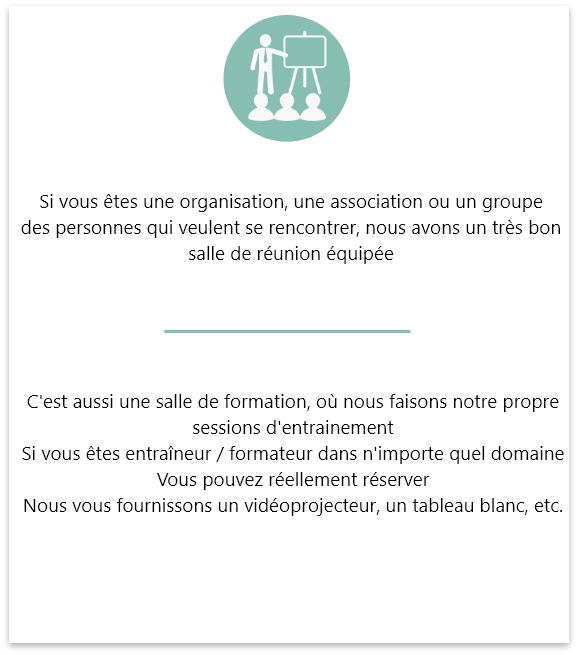 Si vous êtes une organisation, une association ou un groupe
des personnes qui veulent se rencontrer, nous avons un très bon
salle de réunion équipée
C'est aussi une salle de formation, où nous faisons notre propre
sessions d'entrainement
Si vous êtes entraîneur / formateur dans n'importe quel domaine
Vous pouvez réellement réserver
Nous vous fournissons un vidéoprojecteur, un tableau blanc, etc.